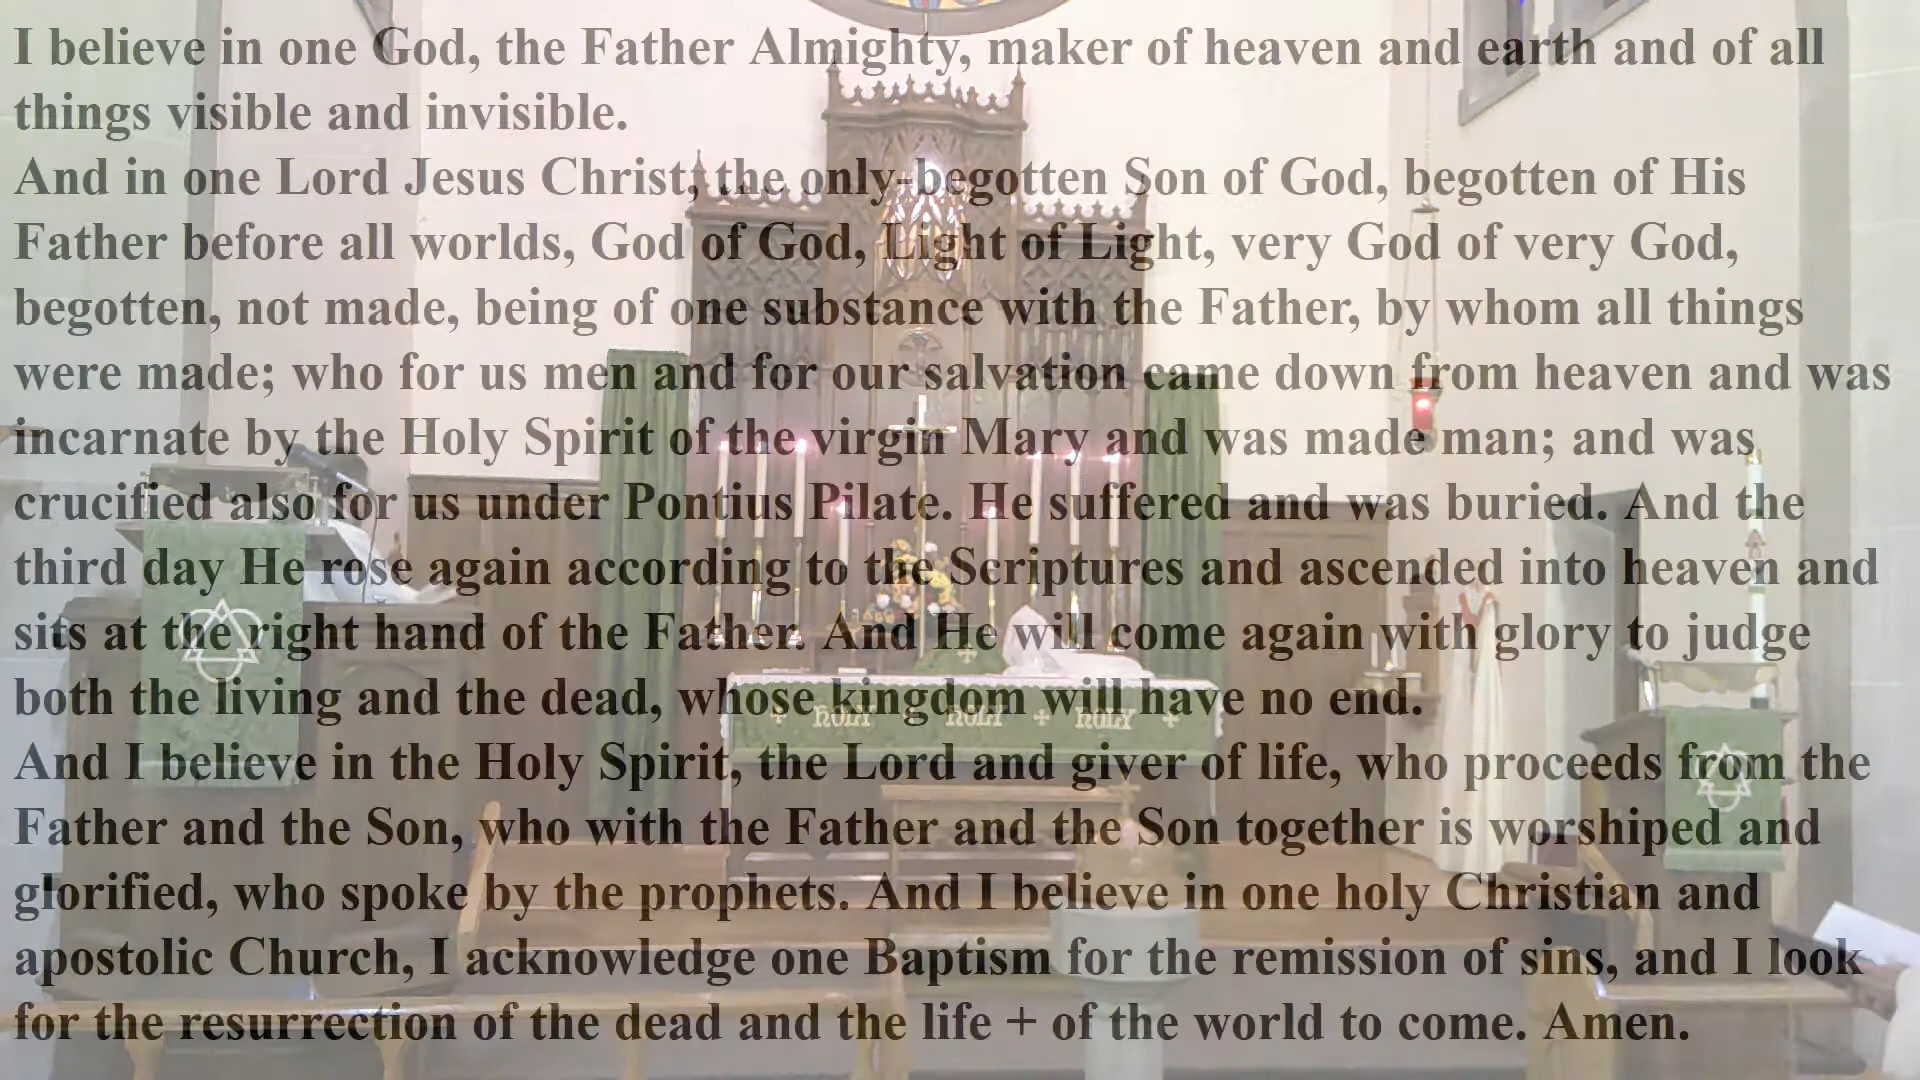 I believe in one God, the Father Almighty, maker of heaven and earth and of all
things visible and invisible.
And in one Lord Jesus Christ, the only-begotten Son of God, begotten of His
Father before all worlds, God of God, Light of Light, very God of very God,
begotten, not made, being of one substance with the Father, by whom all things
were made; who for us men and for our salvation came down from heaven and was
incarnate by the Holy Spirit of the virgin Mary and was made man; and was
crucified also for us under Pontius Pilate. He suffered and was buried. And the
third day He rose again according to the Scriptures and ascended into heaven and
sits at the right hand of the Father. And He will come again with glory to judge
both the living and the dead, whose kingdom will have no end.
HOLY HOLY HOLY
And I believe in the Holy Spirit, the Lord and giver of life, who proceeds from the
Father and the Son, who with the Father and the Son together is worshiped and
glorified, who spoke by the prophets. And I believe in one holy Christian and
apostolic Church, I acknowledge one Baptism for the remission of sins, and I look
for the resurrection of the dead and the life + of the world to come. Amen.